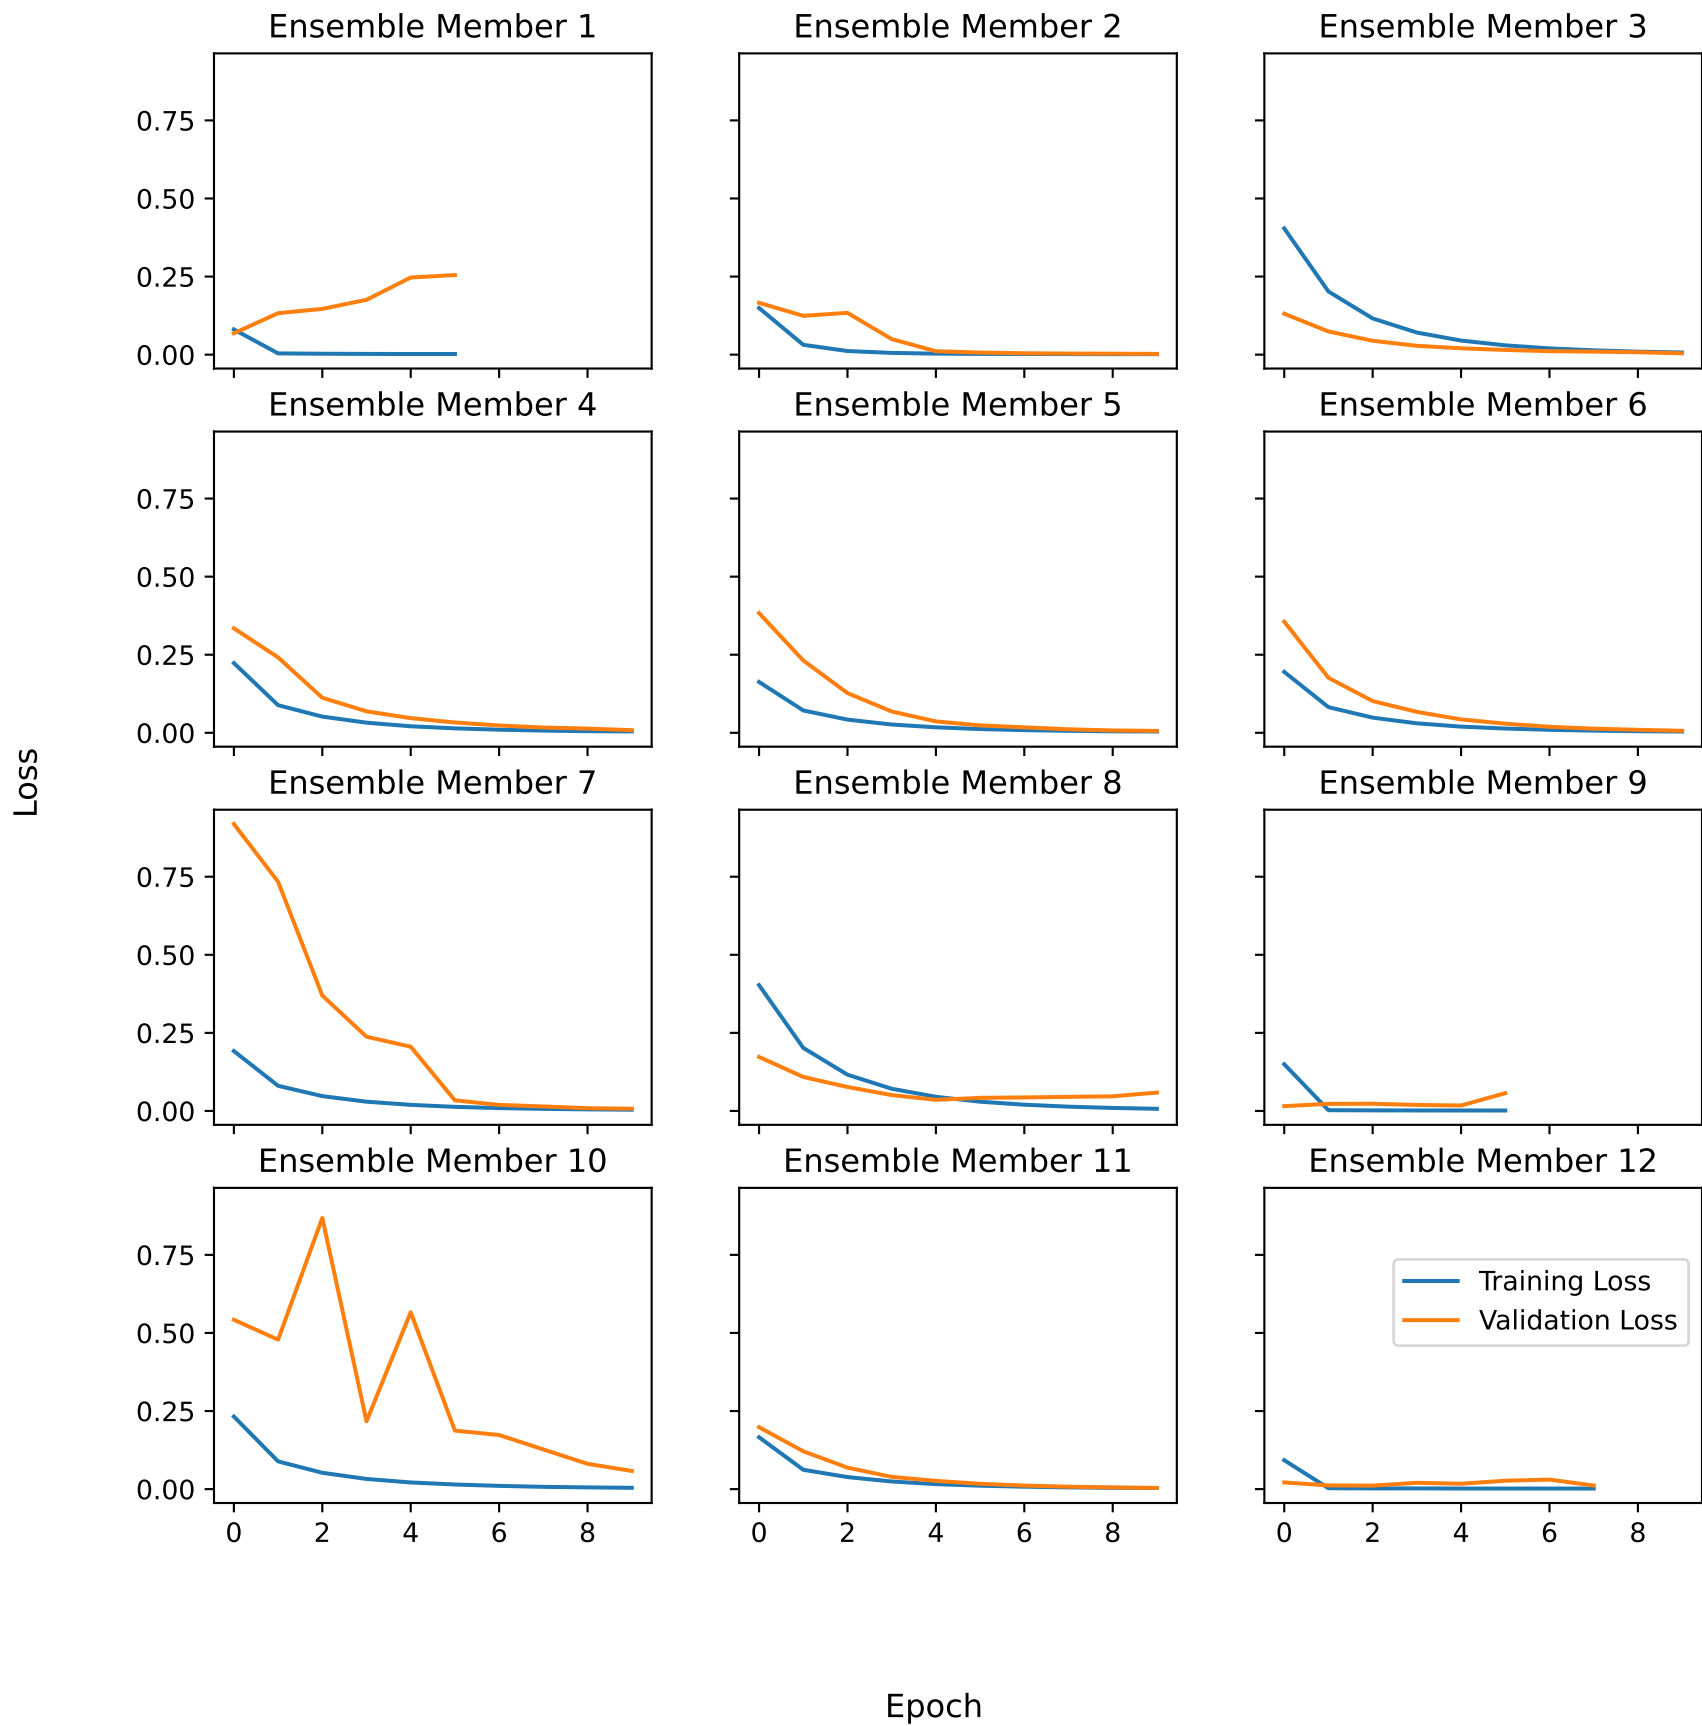 Ensemble Member 1
Ensemble Member 2
Ensemble Member 3
0.75
0.50
0.25
0.00
Ensemble Member 4
Ensemble Member 5
Ensemble Member 6
0.75
0.50
0.25
0.00
Loss
Ensemble Member 7
Ensemble Member 8
Ensemble Member 9
0.75
0.50
0.25
0.00
Ensemble Member 10
Ensemble Member 11
Ensemble Member 12
0.75
0.50
0.25
0.00
Training Loss
Validation Loss
0 2 4 6 8
0 2 4 6 8
0 2 4 6 8
Epoch